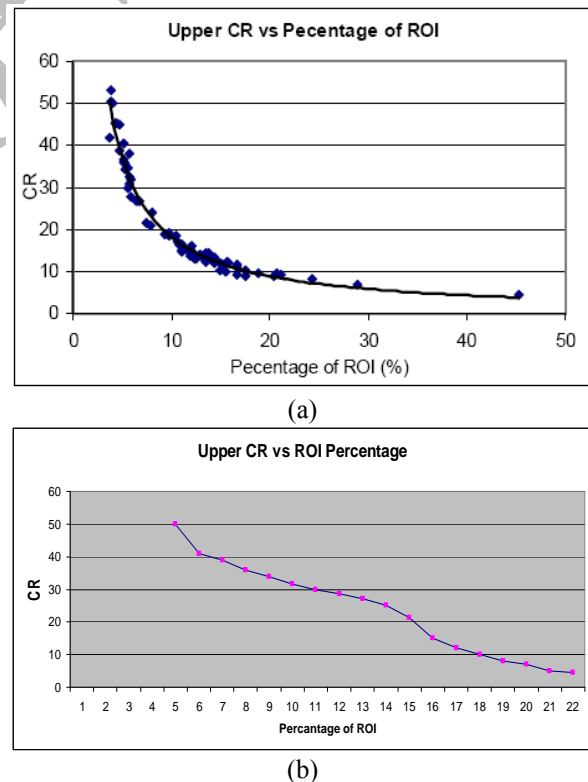 Upper CR vs Pecentage of ROI
60
50
40
30
20
10
0
CR
0 10 20 30 40 50
Pecentage of ROI (%)
(a)
Upper CR vs ROI Percentage
60
50
40
30
20
10
0
CR
1 2 3 4 5 6 7 8 9 10 11 12 13 14 15 16 17 18 19 20 21 22
Percantage of ROI
(b)